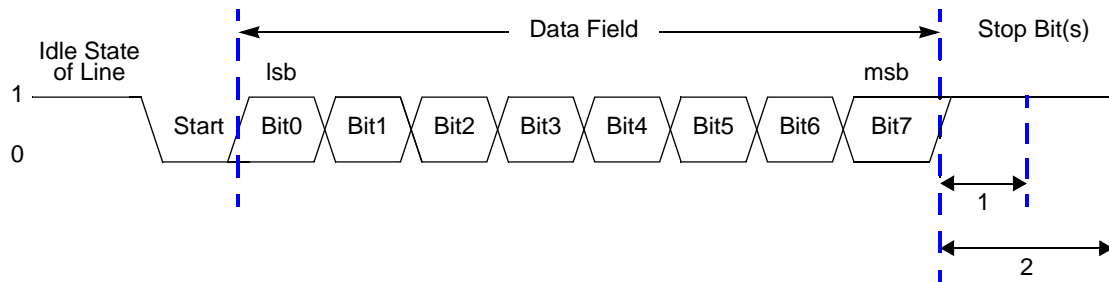 Data Field
Stop Bit(s)
Idle State
of Line
lsb
msb
1
Start
Bit0
Bit1
Bit2
Bit3
Bit4
Bit5
Bit6
Bit7
0
1
2